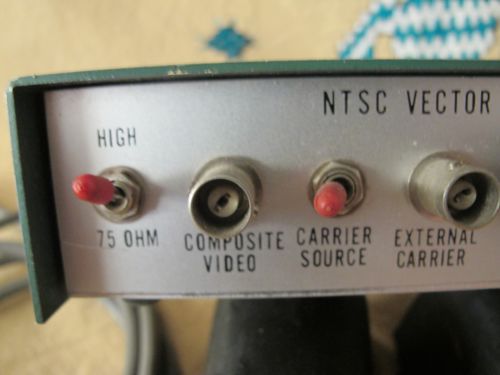 NTSC VECTOR
HIGH
75 OHM
COMPOSITE
VIDEO
CARRIER
SOURCE
EXTERNAL
CARRIER